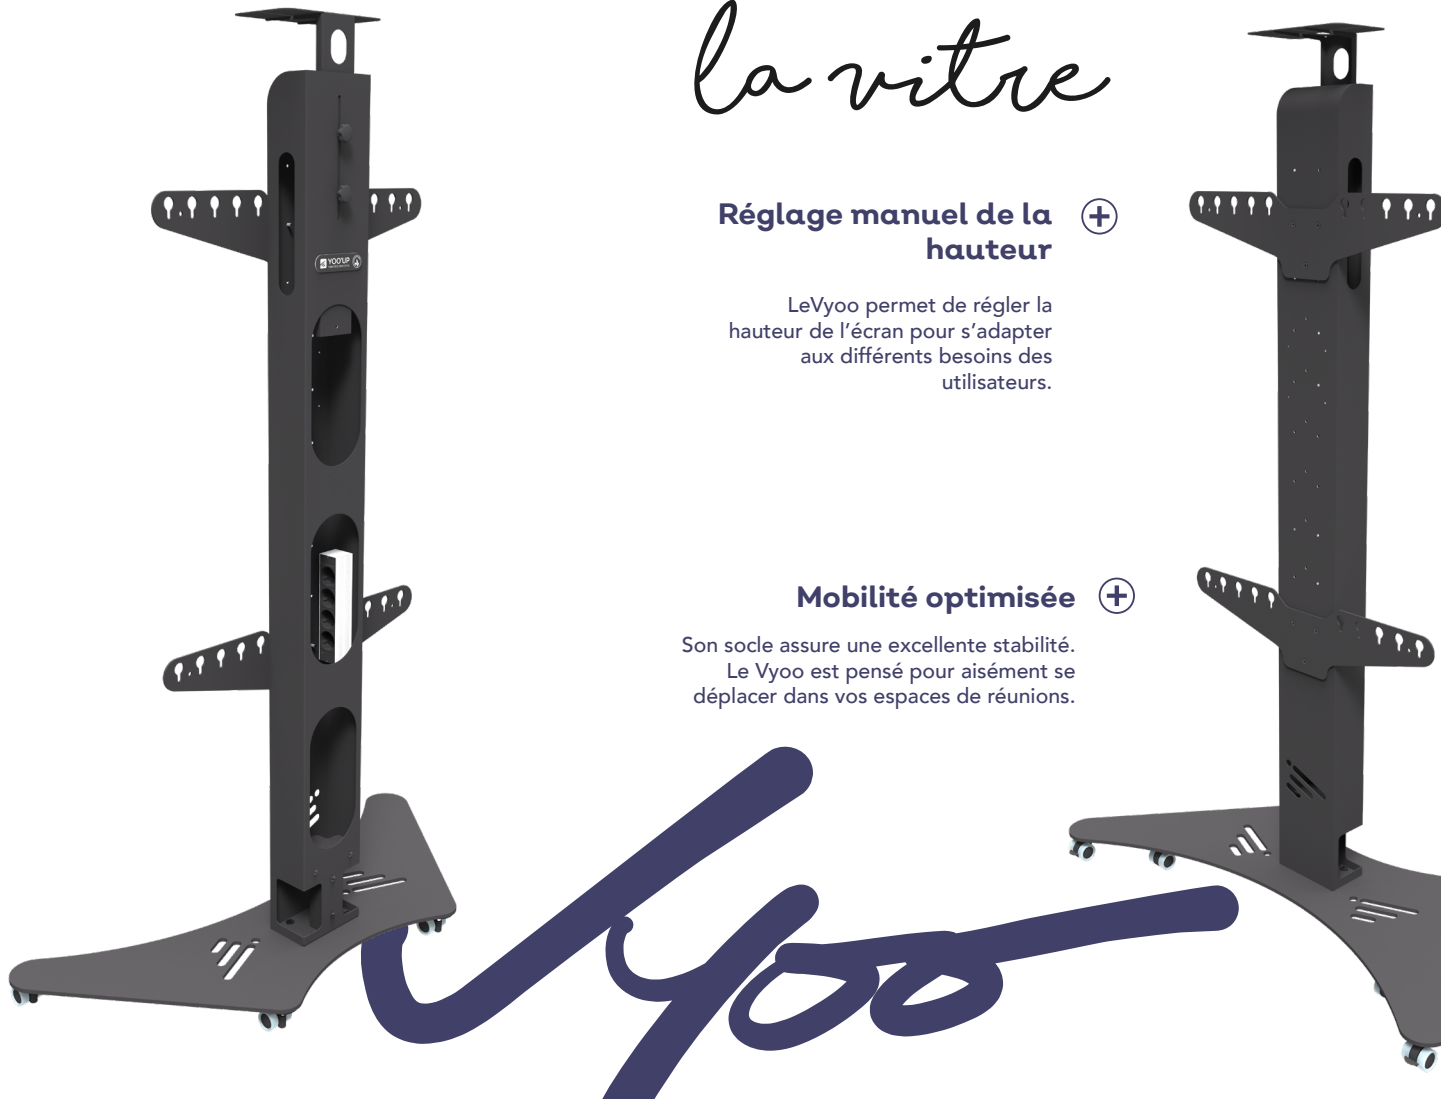 la vitre
Réglage manuel de la
hauteur
LeVyoo permet de régler la
hauteur de l’écran pour s’adapter
aux différents besoins des
utilisateurs.
YOO'UP
Mobilité optimisée
Son socle assure une excellente stabilité.
Le Vyoo est pensé pour aisément se
déplacer dans vos espaces de réunions.
Vyoo